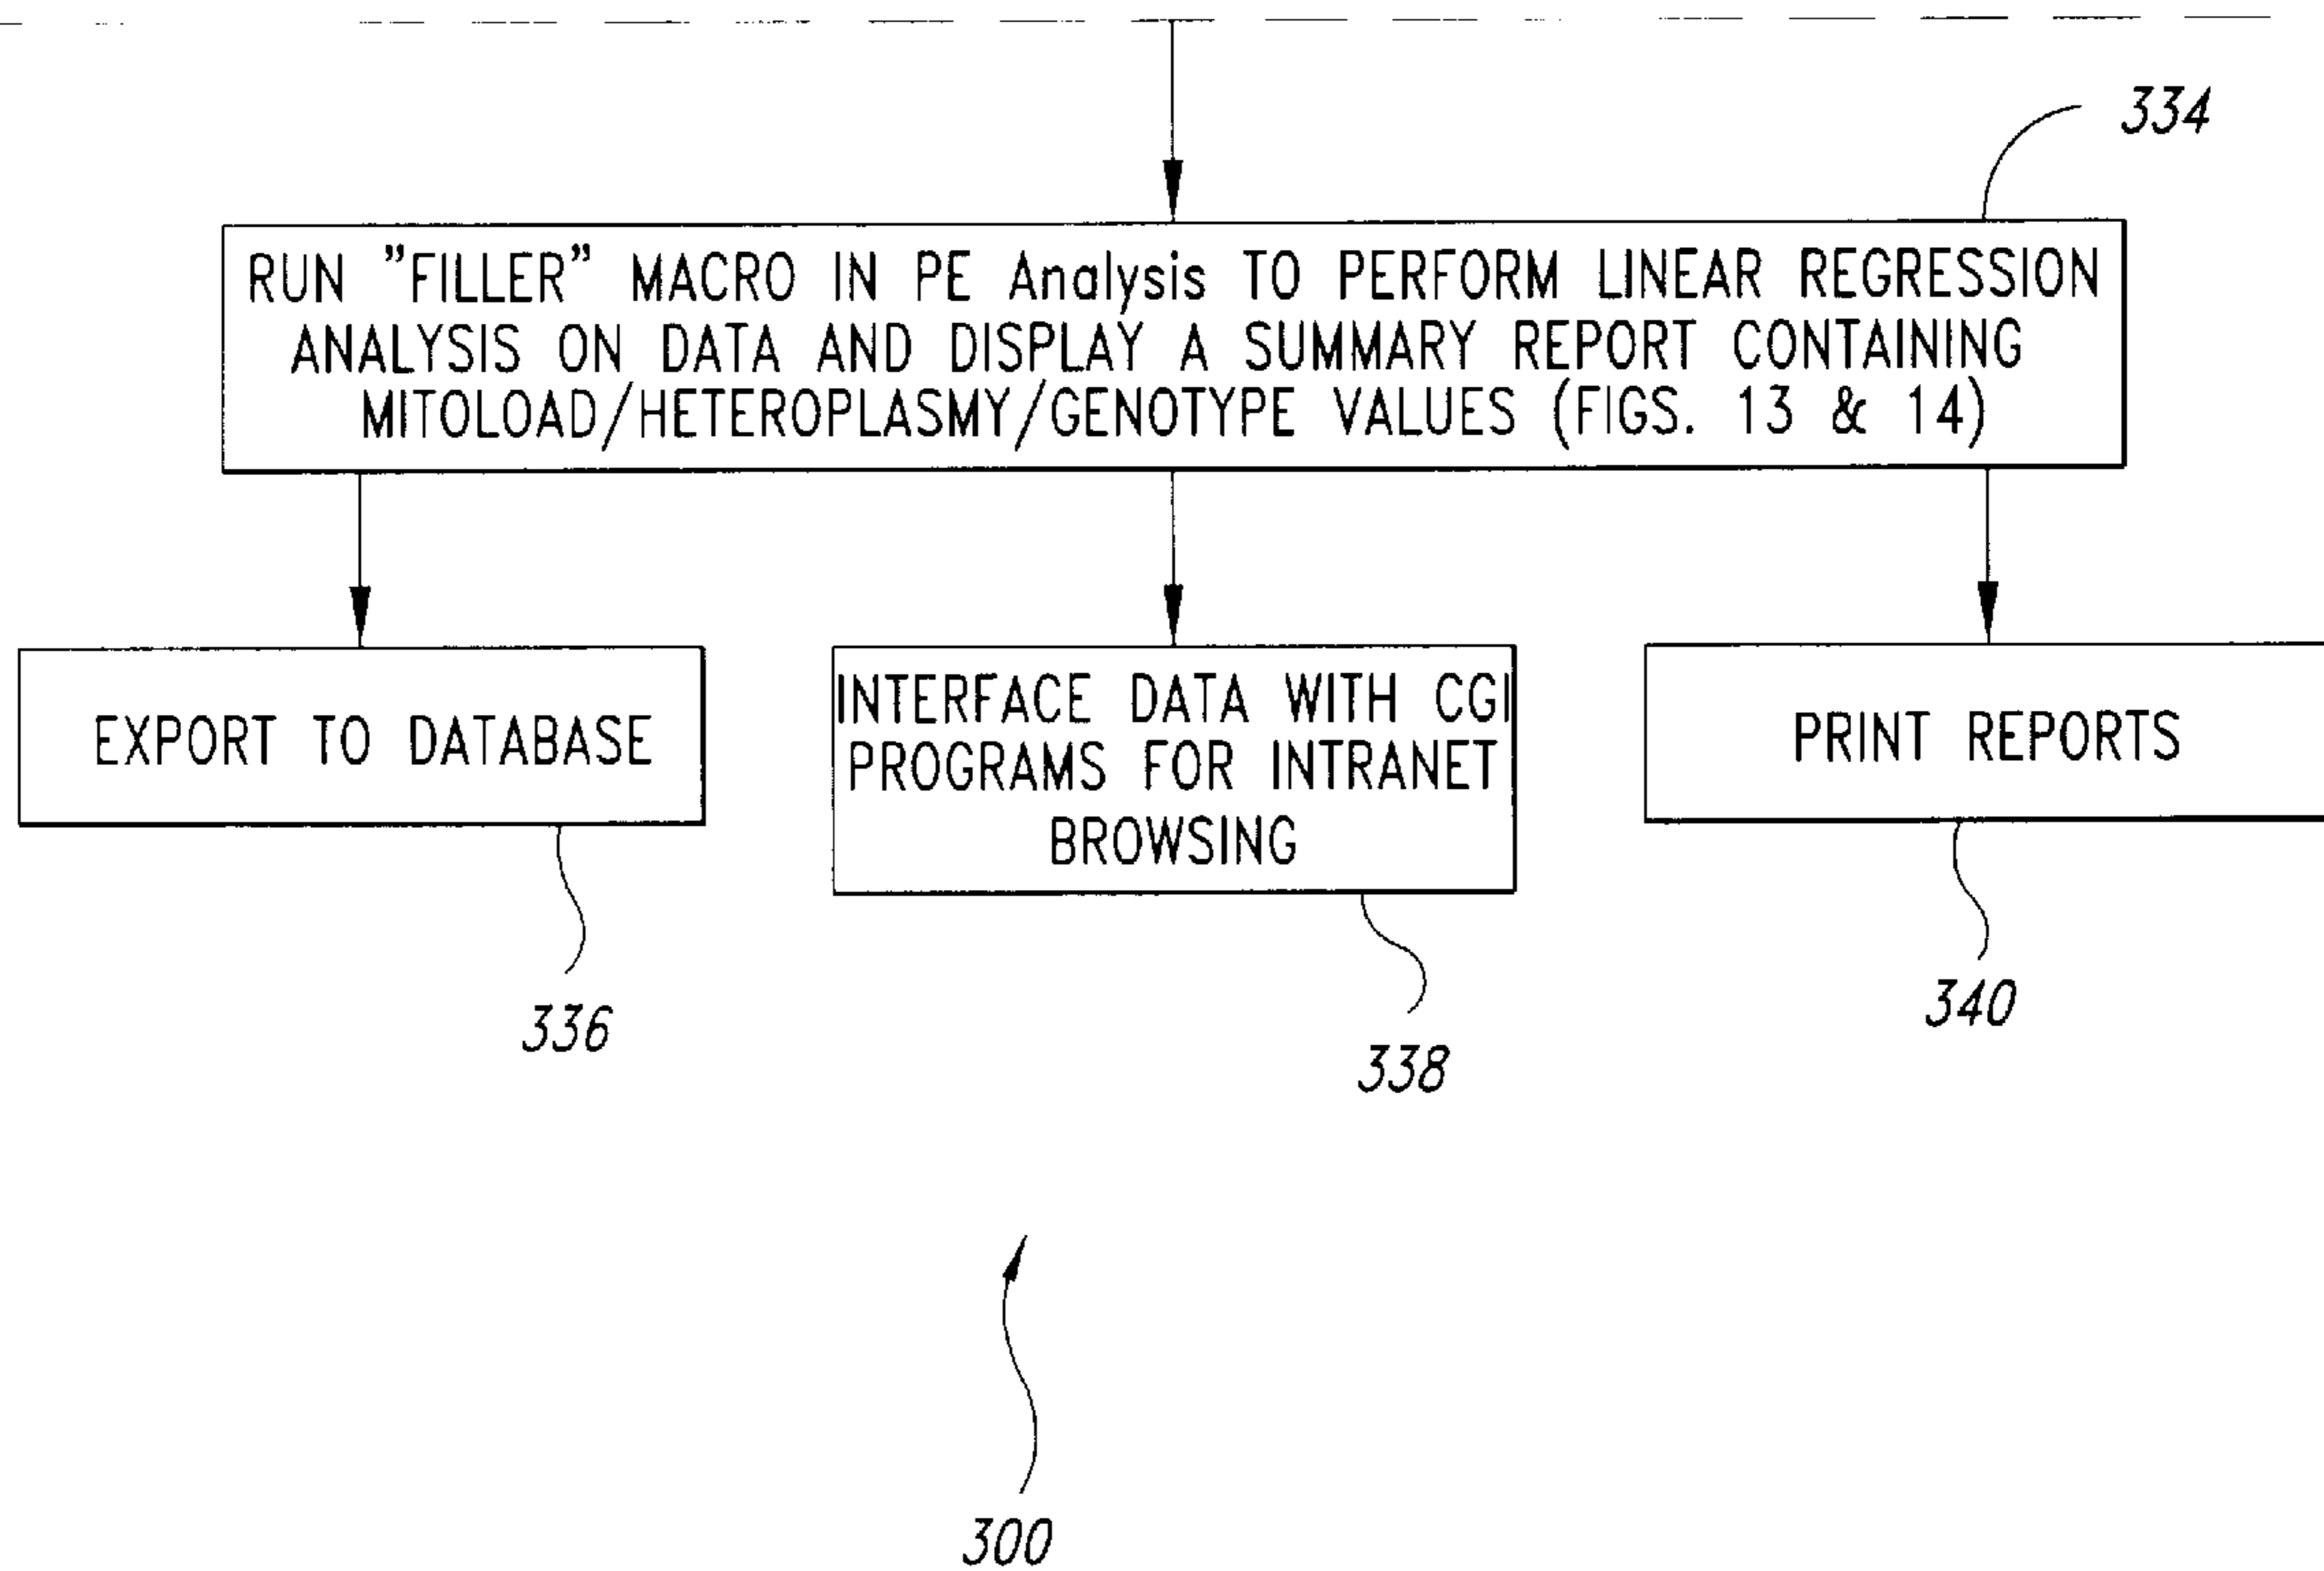 334
RUN "FILLER" MACRO IN PE Analysis TO PERFORM LINEAR REGRESSION
ANALYSIS ON DATA AND DISPLAY A SUMMARY REPORT CONTAINING
MITOLOAD/HETEROPLASMY/GENOTYPE VALUES (FIGS. 13 & 14)
EXPORT TO DATABASE
INTERFACE DATA WITH CGI
PROGRAMS FOR INTRANET
BROWSING
PRINT REPORTS
336
338
340
300